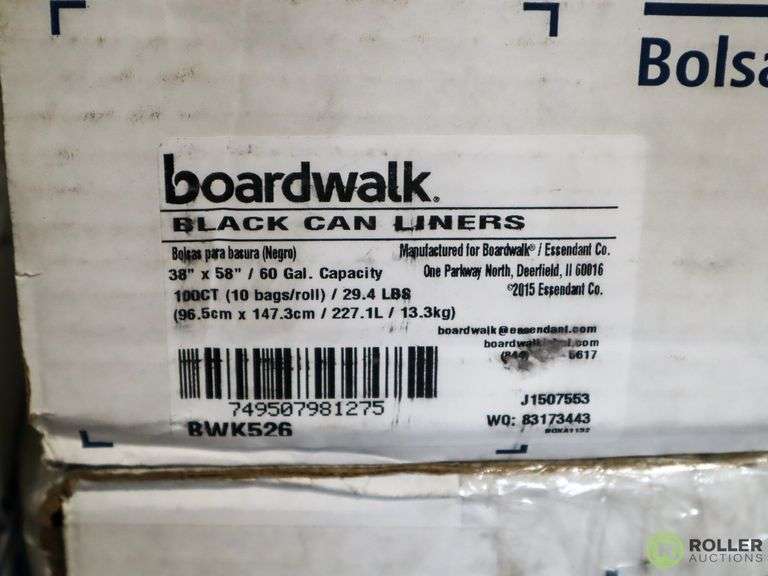 Bolsa
boardwalk.
BLACK CAN LINERS
Bolsas para basura (Negro)
Manufactured for Boardwalk® / Essendant Co.
38" x 58" / 60 Gal. Capacity
One Parkway North, Deerfield, Il 60016
100CT (10 bags/roll) / 29.4 LBS
©2015 Essendant Co.
(96.5cm x 147.3cm / 227.1L / 13.3kg)
boardwalk@essendant.com
5617
749507981275
J1507553
BWK526
WO: 83173443
ROLLER
AUCTIONS